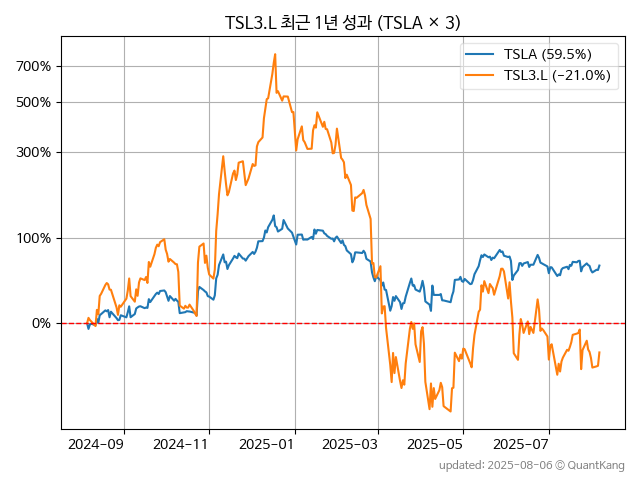 TSL3.L 최근 1년 성과 (TSLA × 3)
TSLA (59.5%)
TSL3.L (−21.0%)
700%
500%
300%
100%
0%
2024-09 2024-11 2025-01 2025-03 2025-05 2025-07
updated: 2025-08-06 © QuantKang